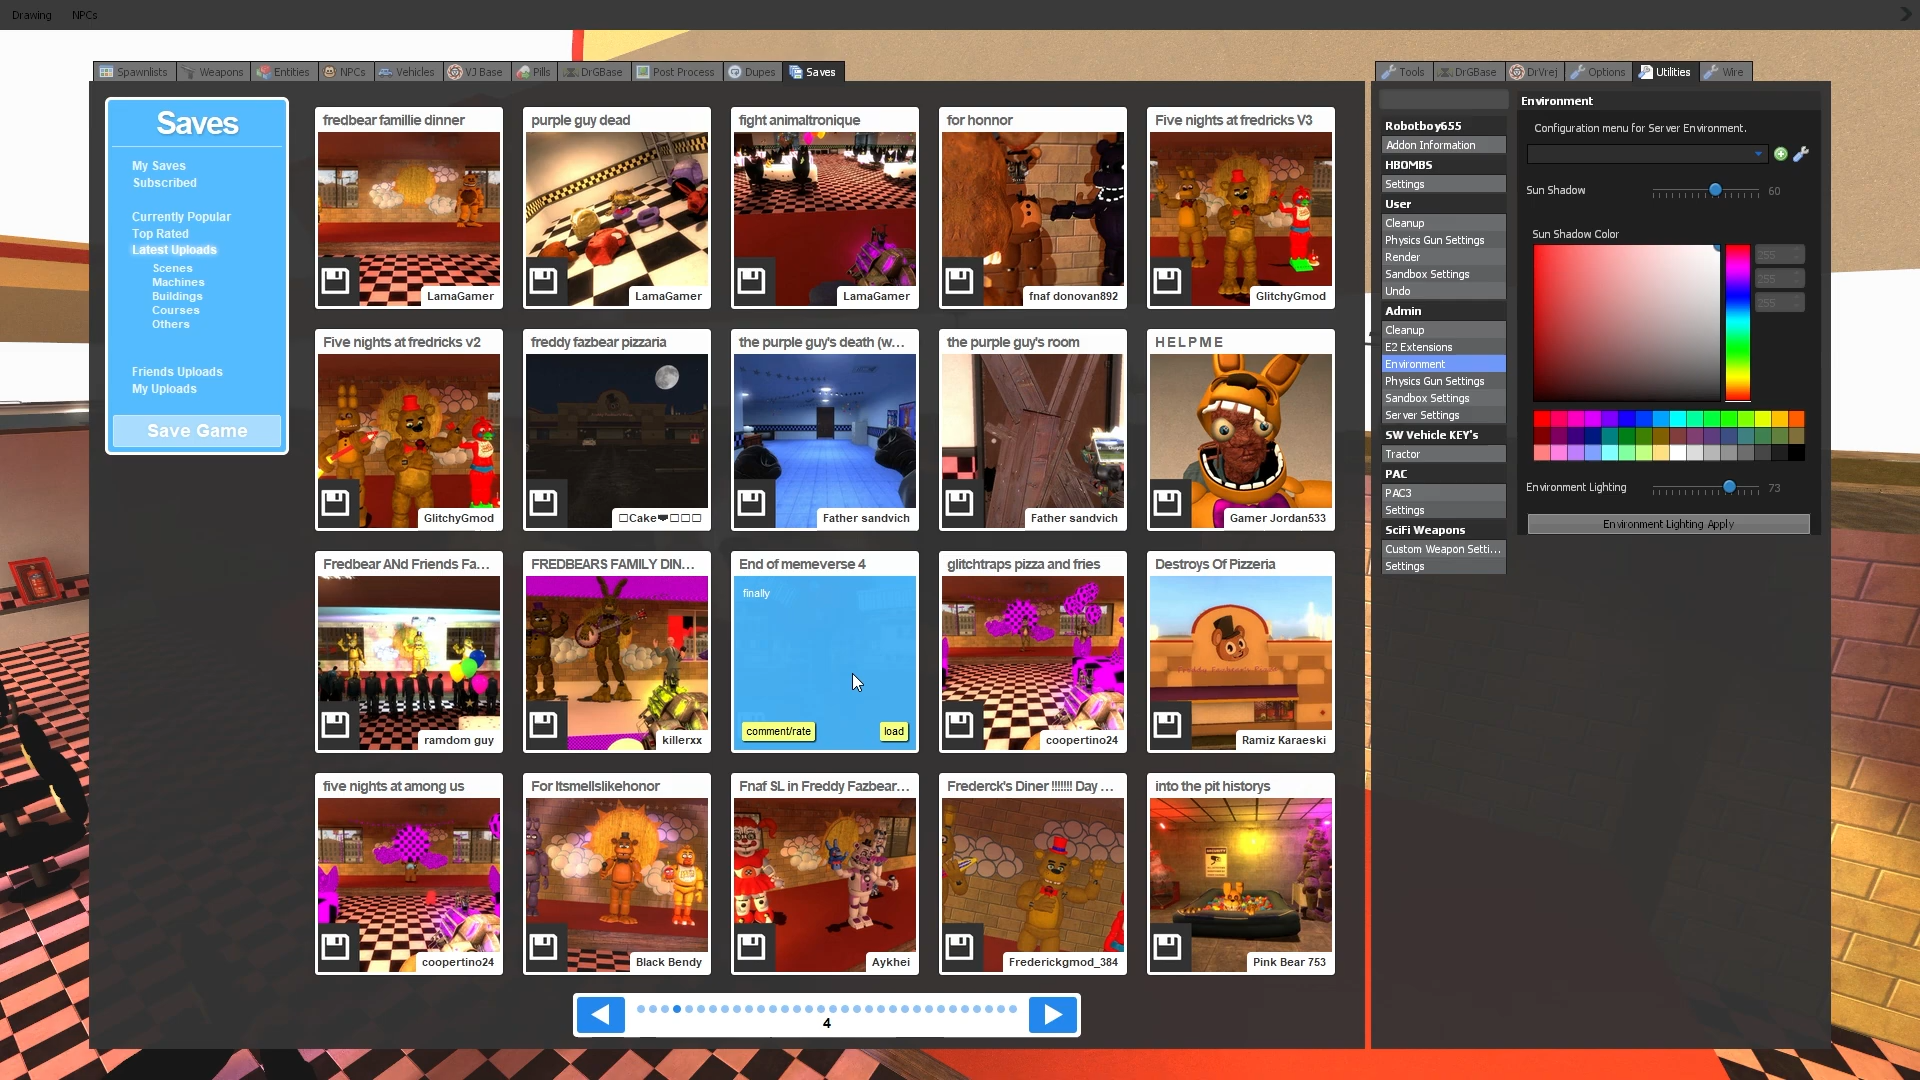 Drawing NPCs
Spawnlists Weapons Entities NPCs Vehicles VJ Base Pills DrGBase Post Process Dupes Saves
Tools DrGBase DrVrej Options Utilities Wire
Saves
My Saves
Subscribed
Currently Popular
Top Rated
Latest Uploads
Scenes
Machines
Buildings
Courses
Others
Friends Uploads
My Uploads
Save Game
fredbear famillie dinner
LamaGamer
purple guy dead
LamaGamer
fight animaltronique
LamaGamer
for honnor
fnaf donovan892
Five nights at fredricks V3
GlitchyGmod
Five nights at fredricks v2
GlitchyGmod
freddy fazbear pizzaria
□Cake❤□□□
the purple guy's death (w...
Father sandvich
the purple guy's room
Father sandvich
H E L P M E
Gamer Jordan533
Fredbear ANd Friends Fa...
ramdom guy
FREDBEARS FAMILY DIN...
killerxx
End of memeverse 4
finally
comment/rate load
glitchtraps pizza and fries
coopertino24
Destroys Of Pizzeria
Ramiz Karaeski
five nights at among us
coopertino24
For Itsmellslikehonor
Black Bendy
Fnaf SL in Freddy Fazbear...
Aykhei
Frederck's Diner !!!!!!! Day ...
Frederickgmod_384
into the pit historys
Pink Bear 753
4
Robotboy655
Addon Information
HBOMBS
Settings
User
Cleanup
Physics Gun Settings
Render
Sandbox Settings
Undo
Admin
Cleanup
E2 Extensions
Environment
Physics Gun Settings
Sandbox Settings
Server Settings
SW Vehicle KEY's
Tractor
PAC
PAC3
Settings
SciFi Weapons
Custom Weapon Setti...
Settings
Environment
Configuration menu for Server Environment.
Sun Shadow 60
Sun Shadow Color
255
255
255
Environment Lighting 73
Environment Lighting Apply